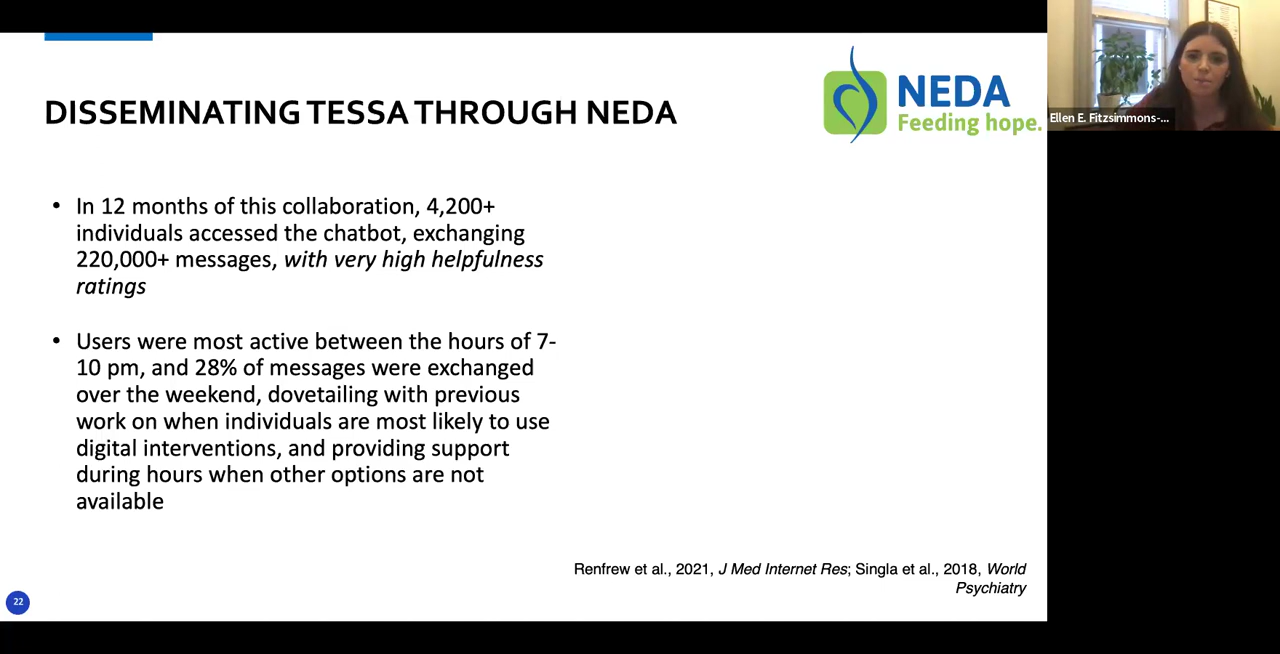 DISSEMINATING TESSA THROUGH NEDA
NEDA
Feeding hope.
Ellen E. Fitzsimmons-...
• In 12 months of this collaboration, 4,200+
individuals accessed the chatbot, exchanging
220,000+ messages, with very high helpfulness
ratings
• Users were most active between the hours of 7-
10 pm, and 28% of messages were exchanged
over the weekend, dovetailing with previous
work on when individuals are most likely to use
digital interventions, and providing support
during hours when other options are not
available
Renfrew et al., 2021, J Med Internet Res; Singla et al., 2018, World
Psychiatry
22